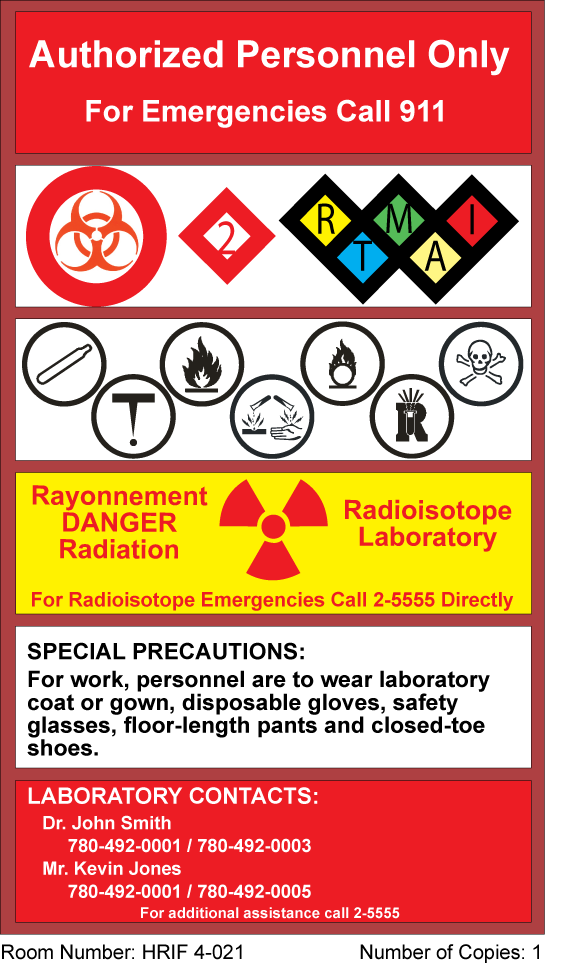 Authorized Personnel Only
For Emergencies Call 911
2
R M I
T A
T
R
Rayonnement
DANGER
Radiation
Radioisotope
Laboratory
For Radioisotope Emergencies Call 2-5555 Directly
SPECIAL PRECAUTIONS:
For work, personnel are to wear laboratory
coat or gown, disposable gloves, safety
glasses, floor-length pants and closed-toe
shoes.
LABORATORY CONTACTS:
Dr. John Smith
780-492-0001 / 780-492-0003
Mr. Kevin Jones
780-492-0001 / 780-492-0005
For additional assistance call 2-5555
Room Number: HRIF 4-021 Number of Copies: 1